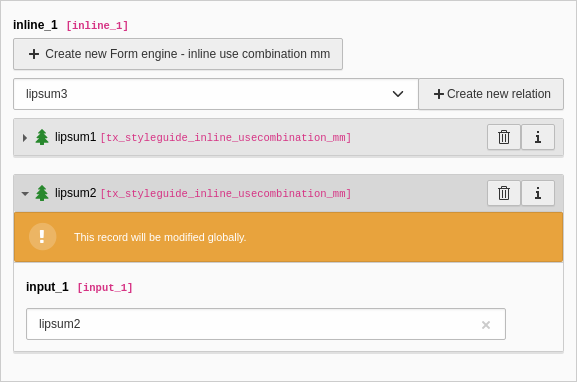 inline_1 [inline_1]
+ Create new Form engine - inline use combination mm
lipsum3
+ Create new relation
lipsum1 [tx_styleguide_inline_usecombination_mm]
lipsum2 [tx_styleguide_inline_usecombination_mm]
This record will be modified globally.
input_1 [input_1]
lipsum2